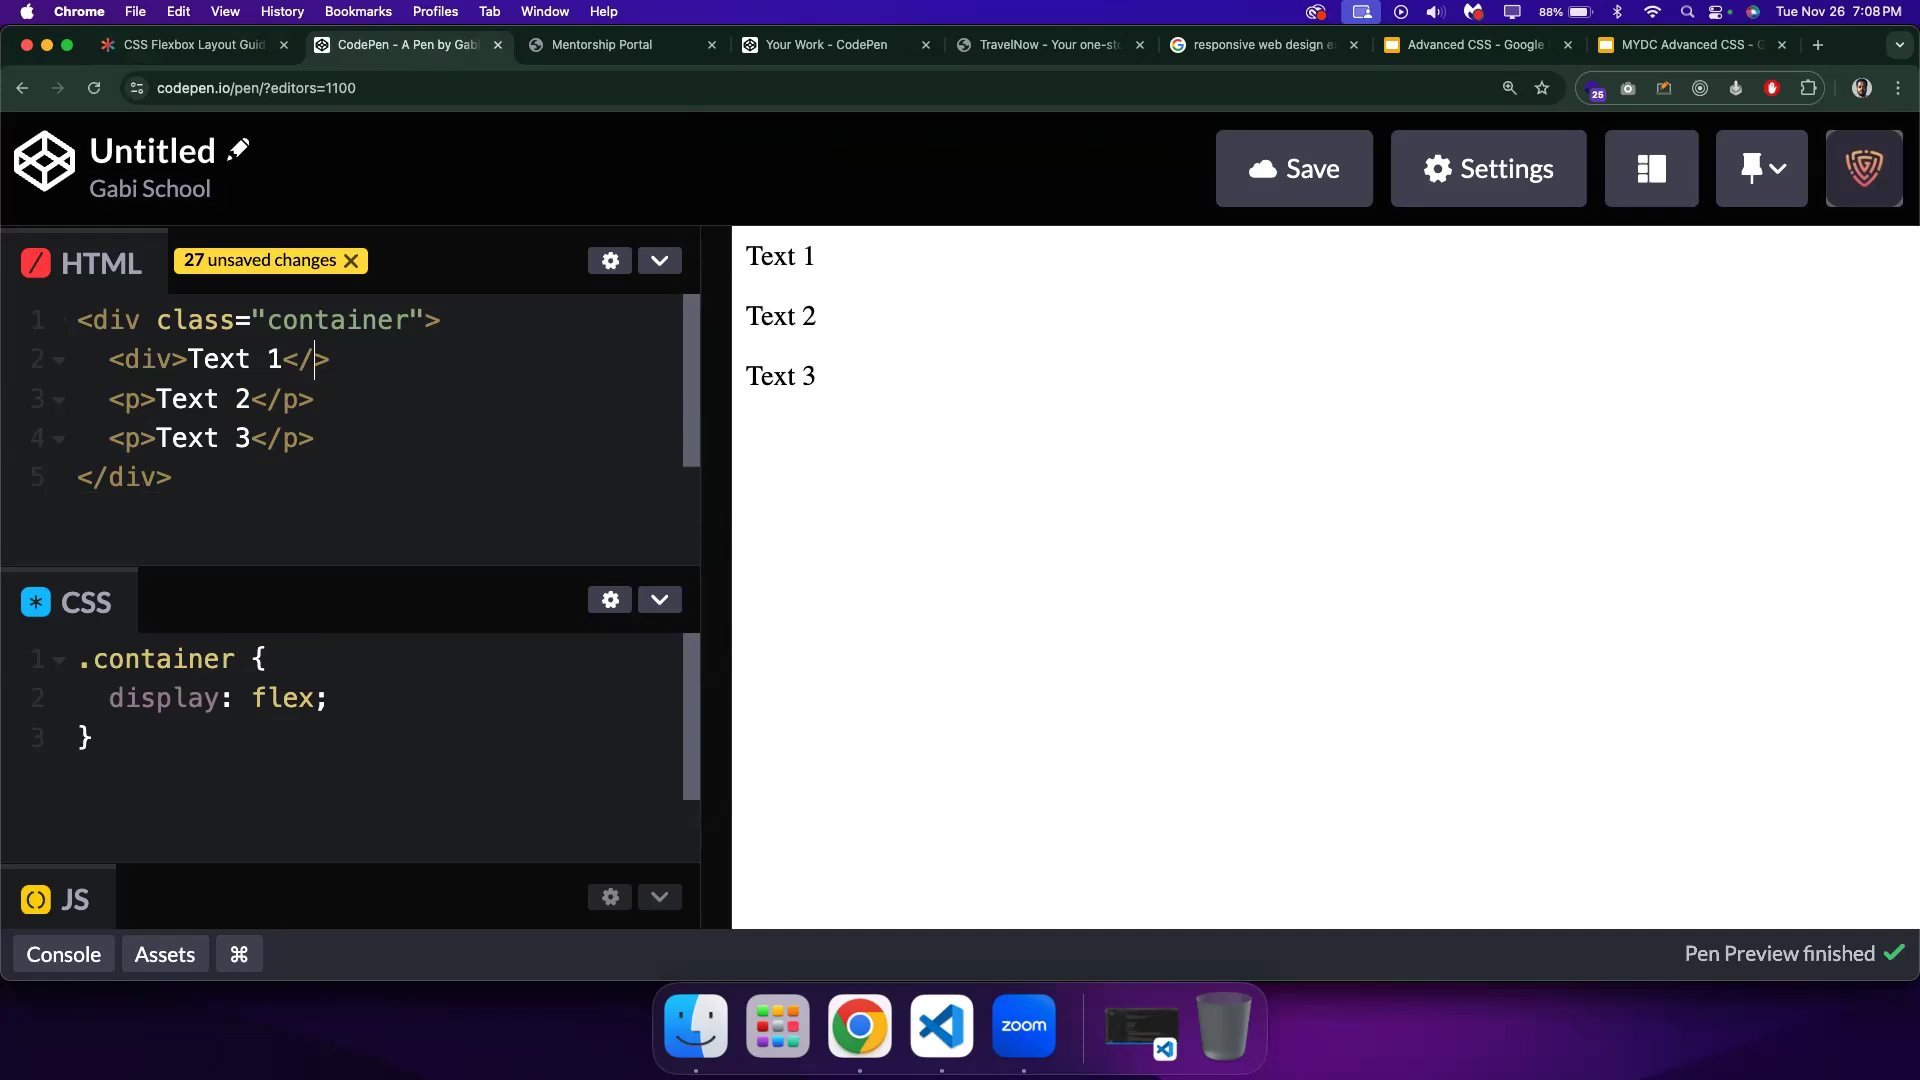 Chrome File Edit View History Bookmarks Profiles Tab Window Help 88% Tue Nov 26 7:08 PM
CSS Flexbox Layout Guid CodePen - A Pen by Gabi Mentorship Portal Your Work - CodePen TravelNow - Your one-sto responsive web design e Advanced CSS - Google MYDC Advanced CSS - G
codepen.io/pen/?editors=1100 25
Untitled
Gabi School
Save Settings
HTML 27 unsaved changes
1 <div class="container">
2 <div>Text 1</>
3 <p>Text 2</p>
4 <p>Text 3</p>
5 </div>
CSS
1 .container {
2 display: flex;
3 }
JS
Text 1
Text 2
Text 3
Console Assets ⌘ Pen Preview finished
zoom